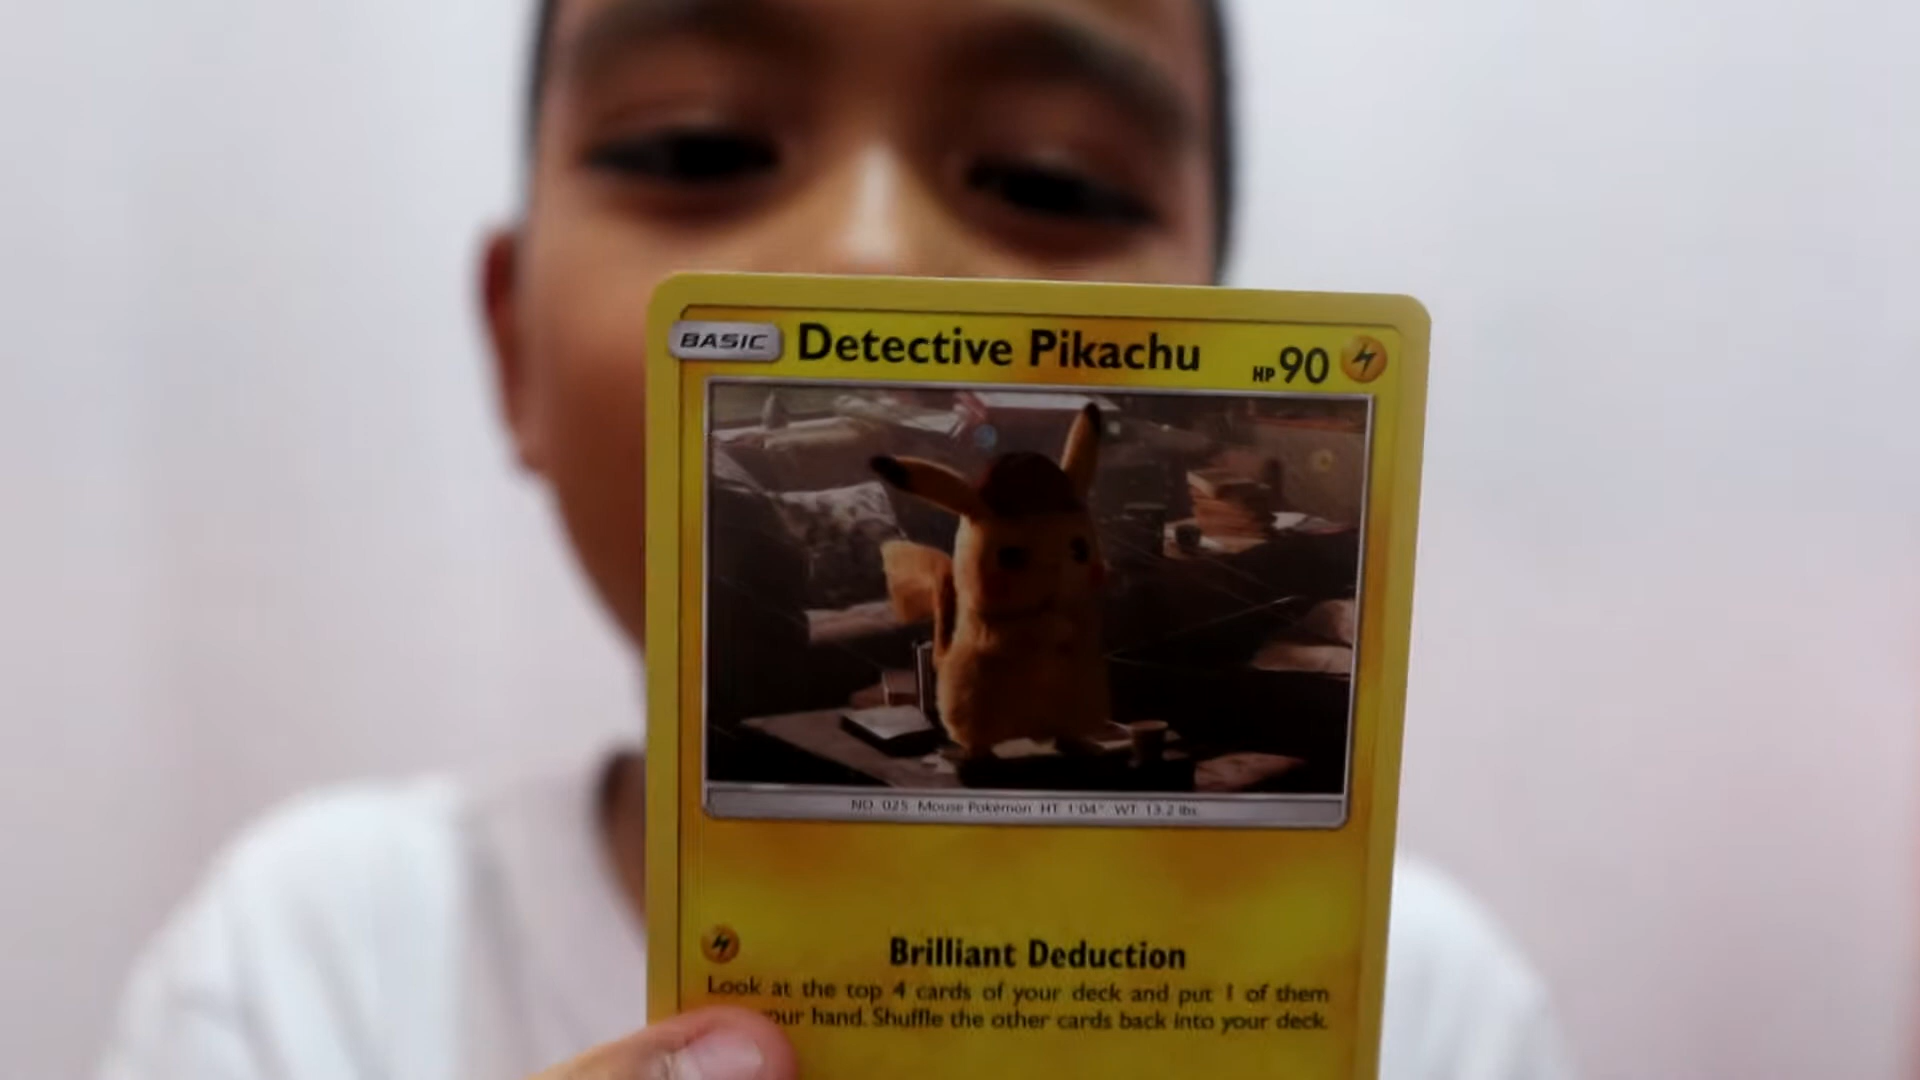 BASIC Detective Pikachu HP 90
NO. 025 Mouse Pokémon HT: 1'04" WT: 13.2 lbs.
Brilliant Deduction
Look at the top 4 cards of your deck and put 1 of them
your hand. Shuffle the other cards back into your deck.